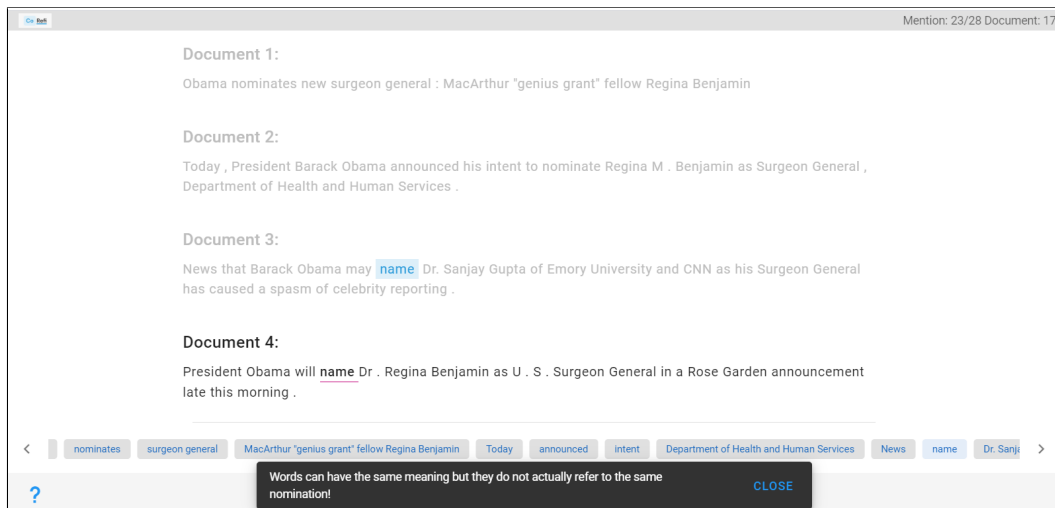 Co Refi
Mention: 23/28 Document: 17
Document 1:
Obama nominates new surgeon general : MacArthur "genius grant" fellow Regina Benjamin
Document 2:
Today , President Barack Obama announced his intent to nominate Regina M . Benjamin as Surgeon General ,
Department of Health and Human Services .
Document 3:
News that Barack Obama may name Dr. Sanjay Gupta of Emory University and CNN as his Surgeon General
has caused a spasm of celebrity reporting .
Document 4:
President Obama will name Dr . Regina Benjamin as U . S . Surgeon General in a Rose Garden announcement
late this morning .
nominates surgeon general MacArthur "genius grant" fellow Regina Benjamin Today announced intent Department of Health and Human Services News name Dr. Sanja
Words can have the same meaning but they do not actually refer to the same
nomination!
CLOSE
?